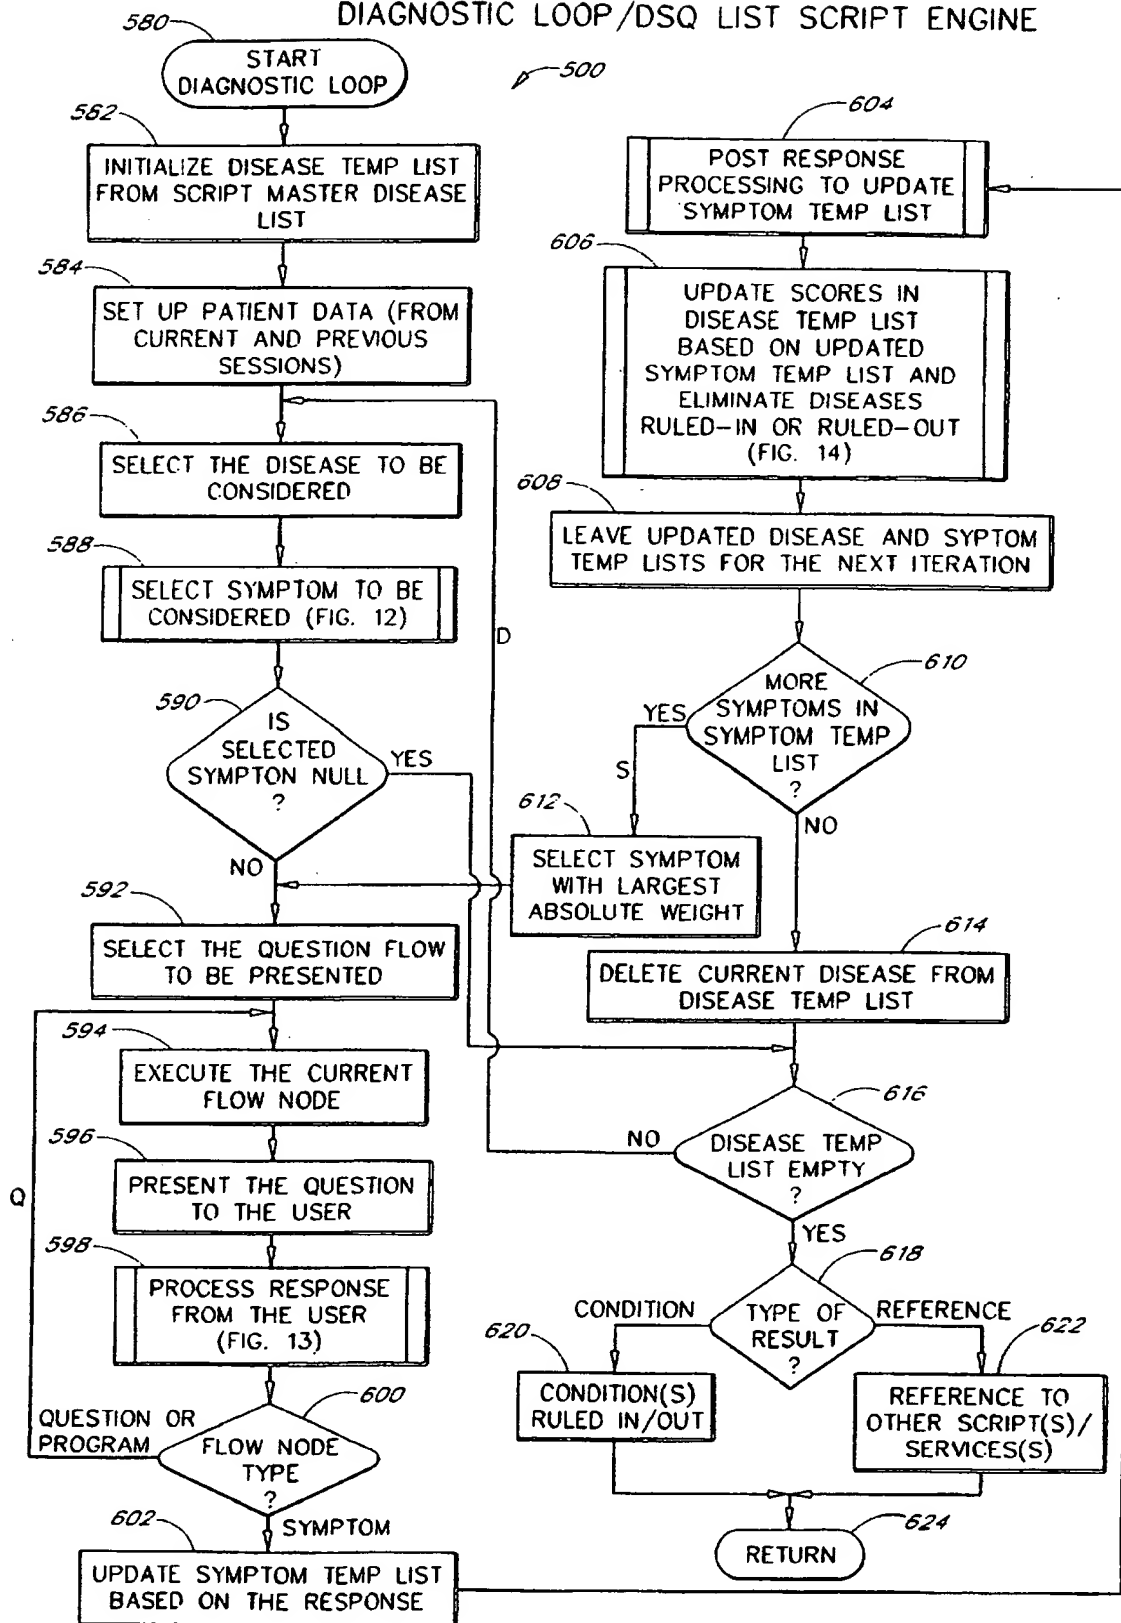 DIAGNOSTIC LOOP/DSQ LIST SCRIPT ENGINE
580
START
DIAGNOSTIC LOOP
500
582
INITIALIZE DISEASE TEMP LIST
FROM SCRIPT MASTER DISEASE
LIST
584
SET UP PATIENT DATA (FROM
CURRENT AND PREVIOUS
SESSIONS)
586
SELECT THE DISEASE TO BE
CONSIDERED
588
SELECT SYMPTOM TO BE
CONSIDERED (FIG. 12)
D
590
IS
SELECTED
SYMPTON NULL
?
YES
NO
592
SELECT THE QUESTION FLOW
TO BE PRESENTED
594
EXECUTE THE CURRENT
FLOW NODE
596
PRESENT THE QUESTION
TO THE USER
Q
598
PROCESS RESPONSE
FROM THE USER
(FIG. 13)
600
QUESTION OR
PROGRAM
FLOW NODE
TYPE
?
SYMPTOM
602
UPDATE SYMPTOM TEMP LIST
BASED ON THE RESPONSE
604
POST RESPONSE
PROCESSING TO UPDATE
SYMPTOM TEMP LIST
606
UPDATE SCORES IN
DISEASE TEMP LIST
BASED ON UPDATED
SYMPTOM TEMP LIST AND
ELIMINATE DISEASES
RULED-IN OR RULED-OUT
(FIG. 14)
608
LEAVE UPDATED DISEASE AND SYPTOM
TEMP LISTS FOR THE NEXT ITERATION
610
MORE
SYMPTOMS IN
SYMPTOM TEMP
LIST
?
YES
S
NO
612
SELECT SYMPTOM
WITH LARGEST
ABSOLUTE WEIGHT
614
DELETE CURRENT DISEASE FROM
DISEASE TEMP LIST
616
NO
DISEASE TEMP
LIST EMPTY
?
YES
618
CONDITION
TYPE OF
RESULT
?
REFERENCE
620
CONDITION(S)
RULED IN/OUT
622
REFERENCE TO
OTHER SCRIPT(S)/
SERVICES(S)
624
RETURN